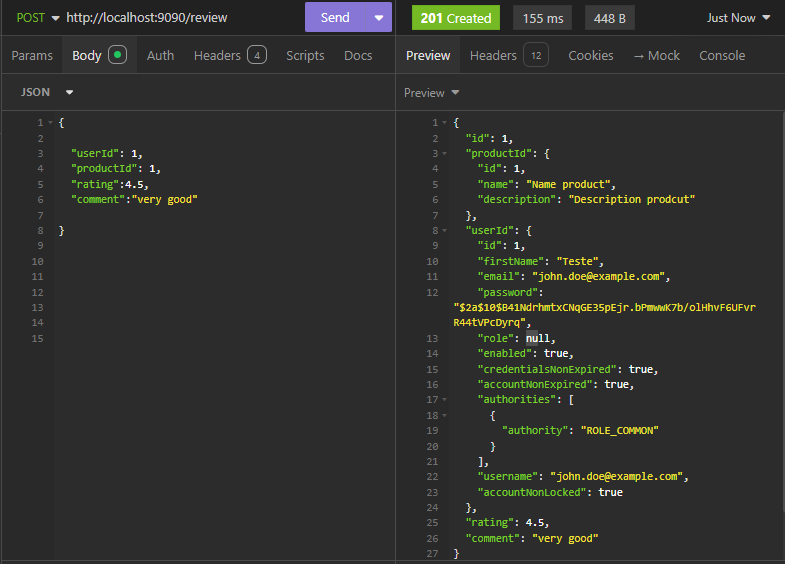 POST http://localhost:9090/review Send 201 Created 155 ms 448 B Just Now
Params Body Auth Headers 4 Scripts Docs Preview Headers 12 Cookies → Mock Console
JSON Preview
1 {
2
3 "userId": 1,
4 "productId": 1,
5 "rating":4.5,
6 "comment":"very good"
7
8 }
9
10
11
12
13
14
15
1 {
2 "id": 1,
3 "productId": {
4 "id": 1,
5 "name": "Name product",
6 "description": "Description prodcut"
7 },
8 "userId": {
9 "id": 1,
10 "firstName": "Teste",
11 "email": "john.doe@example.com",
12 "password":
"$2a$10$B41NdrhmtxCNqGE35pEjr.bPmwwK7b/olHhvF6UFvr
R44tVPcDyrq",
13 "role": null,
14 "enabled": true,
15 "credentialsNonExpired": true,
16 "accountNonExpired": true,
17 "authorities": [
18 {
19 "authority": "ROLE_COMMON"
20 }
21 ],
22 "username": "john.doe@example.com",
23 "accountNonLocked": true
24 },
25 "rating": 4.5,
26 "comment": "very good"
27 }